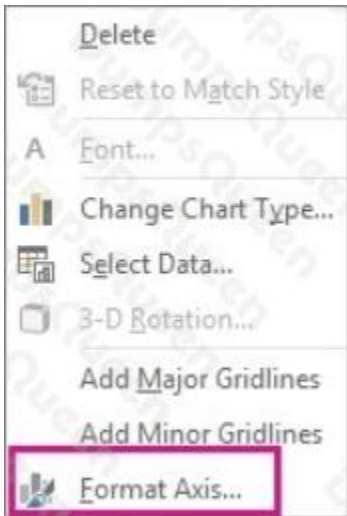 Delete
Reset to Match Style
A Font...
Change Chart Type...
Select Data...
3-D Rotation...
Add Major Gridlines
Add Minor Gridlines
Format Axis...